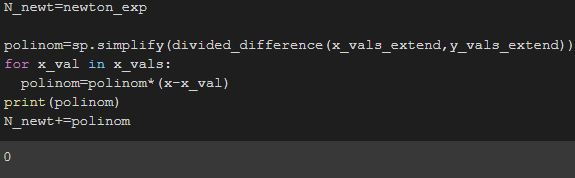 N_newt=newton_exp
polinom=sp.simplify(divided_difference(x_vals_extend,y_vals_extend))
for x_val in x_vals:
  polinom=polinom*(x-x_val)
print(polinom)
N_newt+=polinom
0